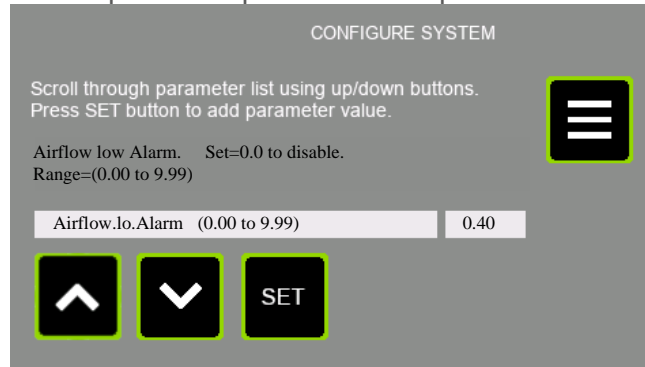 CONFIGURE SYSTEM
Scroll through parameter list using up/down buttons.
Press SET button to add parameter value.
Airflow low Alarm. Set=0.0 to disable.
Range=(0.00 to 9.99)
Airflow.lo.Alarm (0.00 to 9.99) 0.40
SET